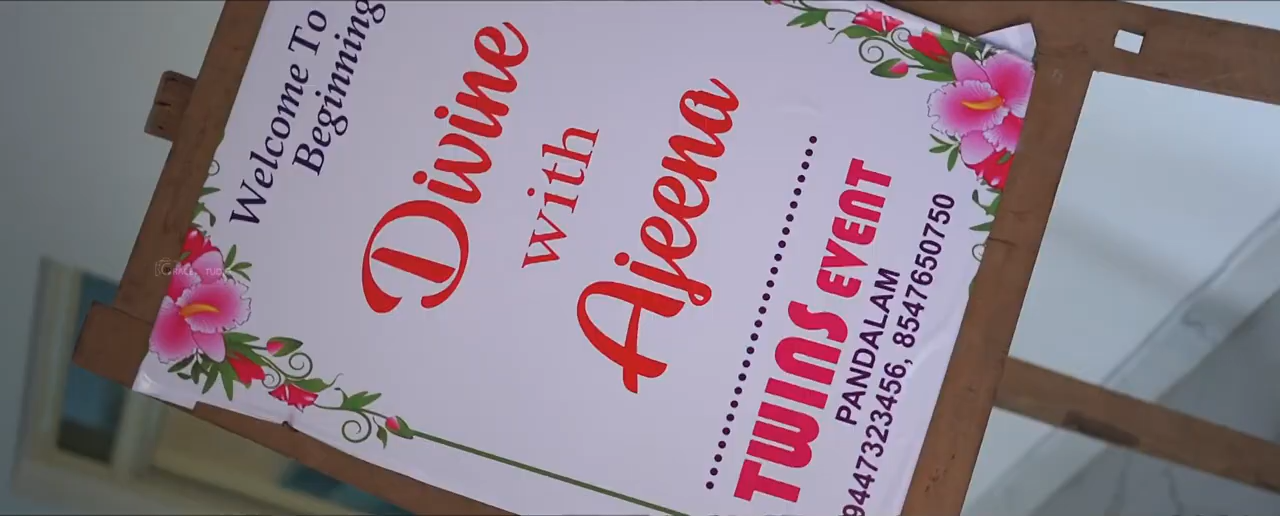 Welcome To
Beginning
Divine
with
Ajeena
TWINS EVENT
PANDALAM
9447323456, 8547650750